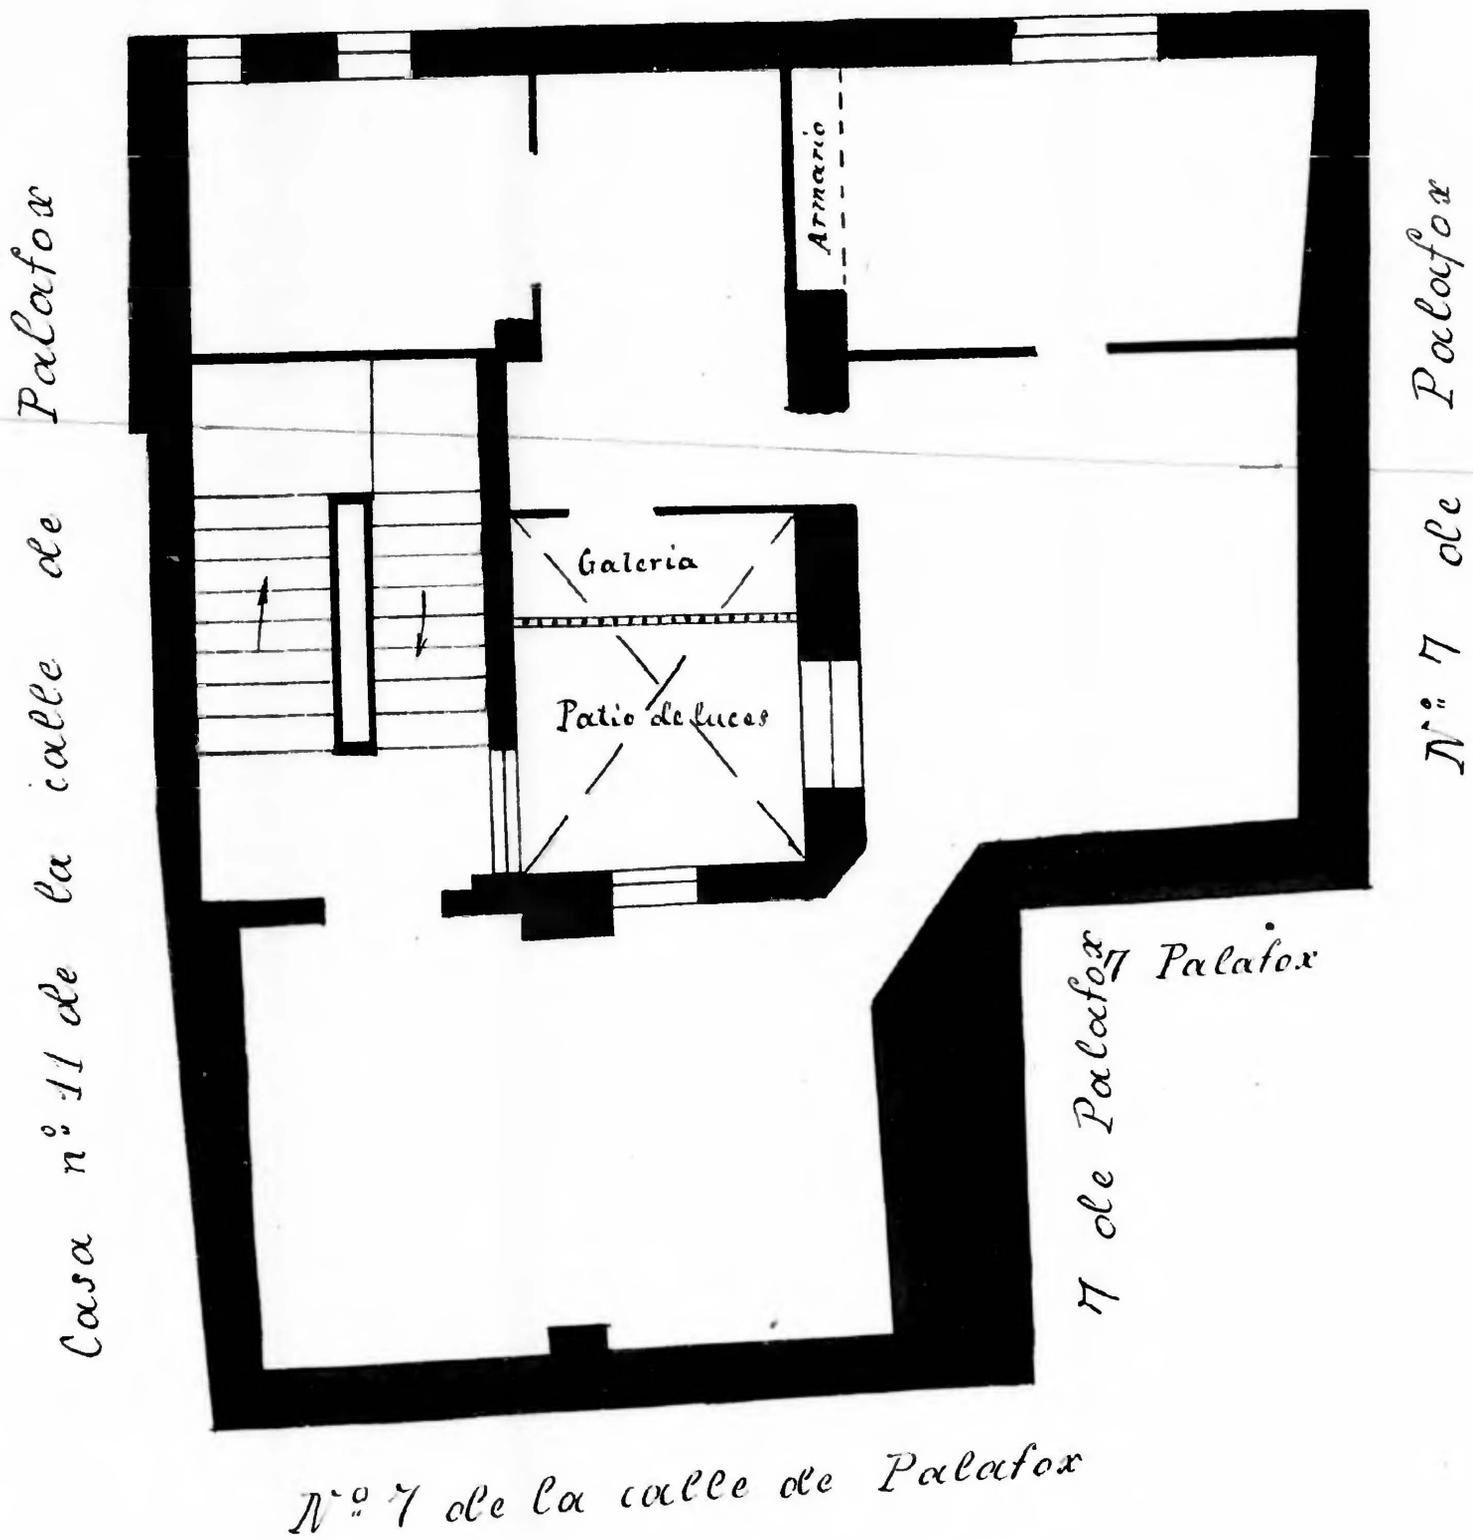 Casa nº 11 de la calle de Palafox
Armario
Galeria
Patio de luces
Nº 7 de Palafox
7 Palafox
7 de Palafox
Nº 7 de la calle de Palafox